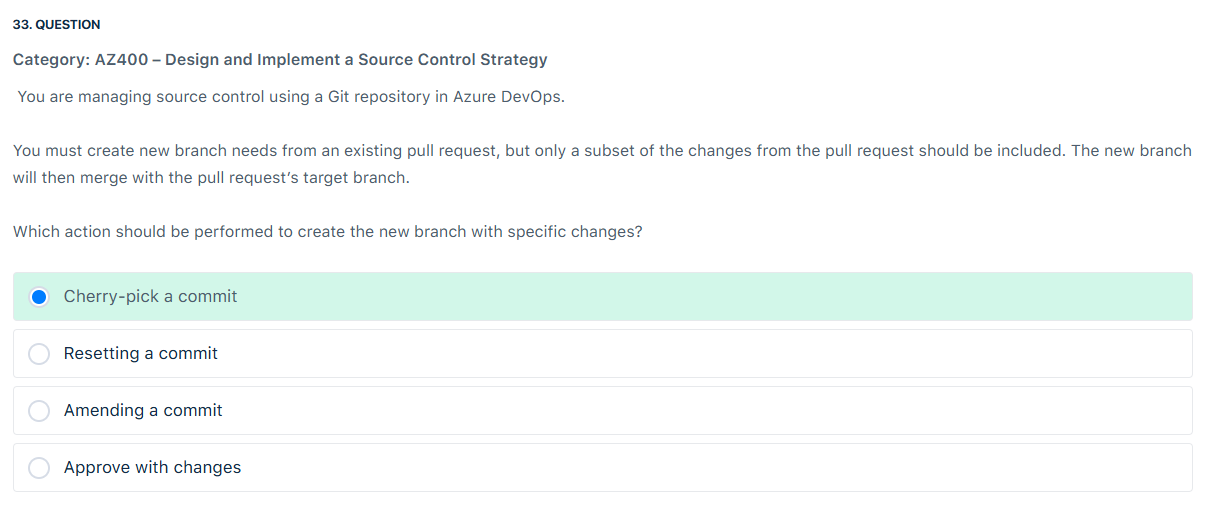 33. QUESTION
Category: AZ400 – Design and Implement a Source Control Strategy
You are managing source control using a Git repository in Azure DevOps.
You must create new branch needs from an existing pull request, but only a subset of the changes from the pull request should be included. The new branch
will then merge with the pull request’s target branch.
Which action should be performed to create the new branch with specific changes?
Cherry-pick a commit
Resetting a commit
Amending a commit
Approve with changes